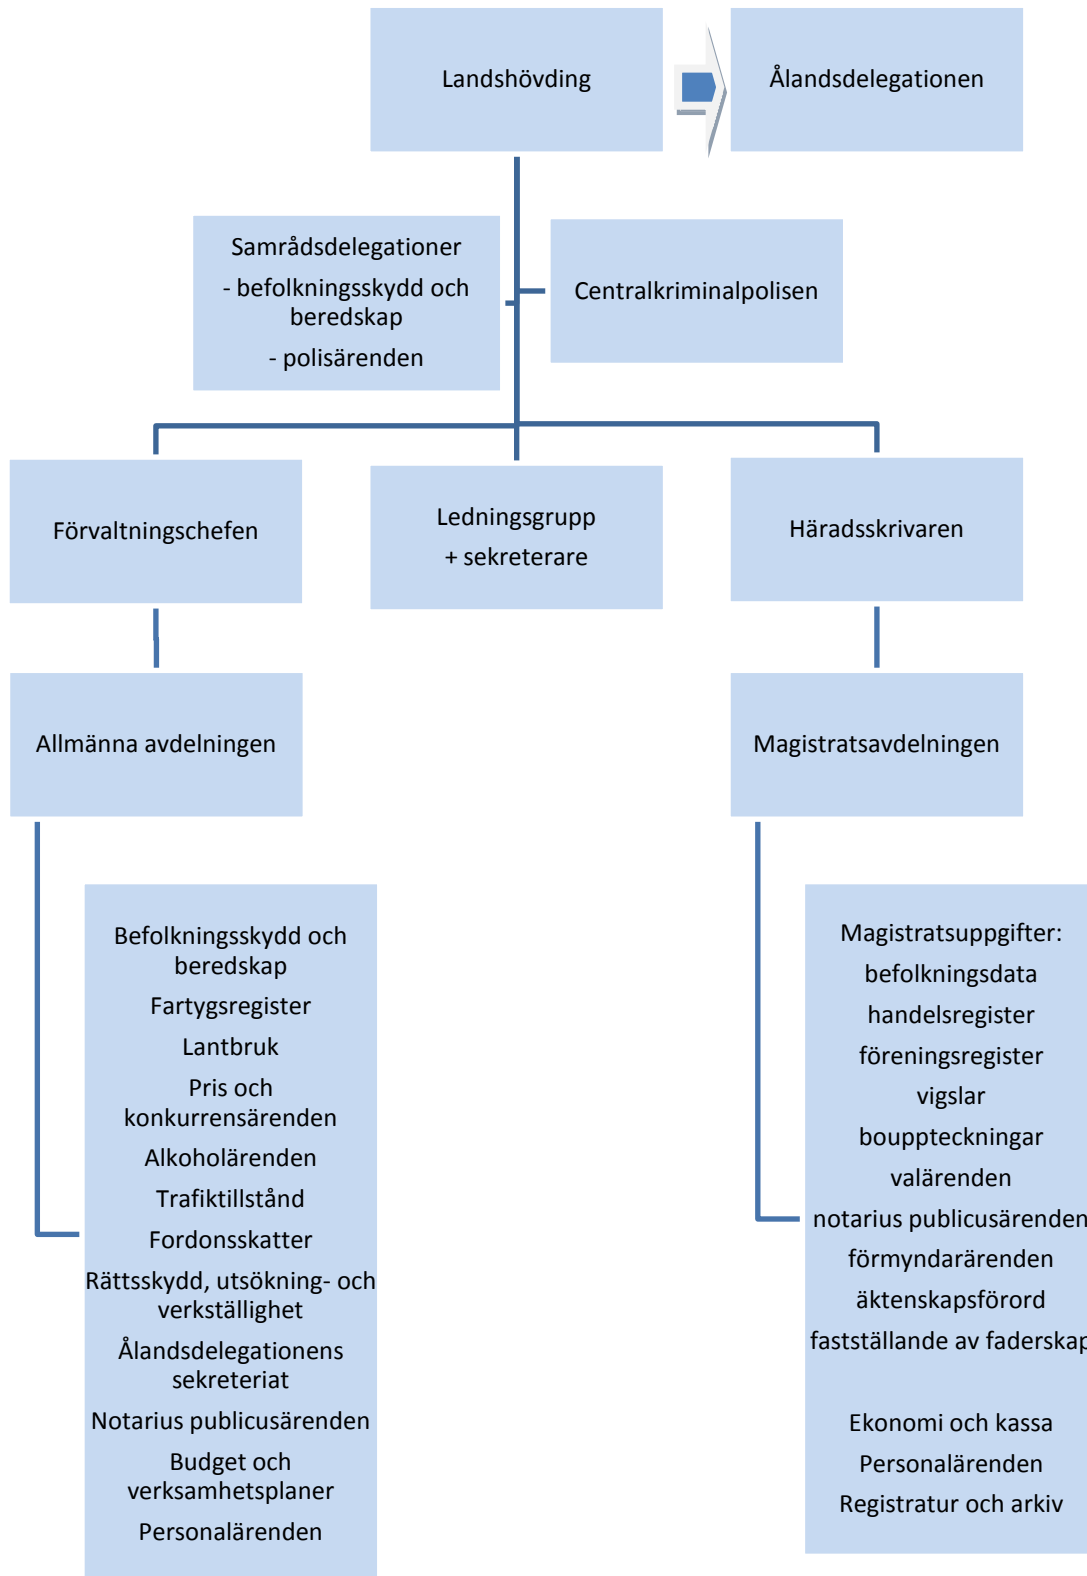 Landshövding
Ålandsdelegationen
Samrådsdelegationer
- befolkningsskydd och
beredskap
- polisärenden
Centralkriminalpolisen
Förvaltningschefen
Ledningsgrupp
+ sekreterare
Häradsskrivaren
Allmänna avdelningen
Magistratsavdelningen
Befolkningsskydd och
beredskap
Fartygsregister
Lantbruk
Pris och
konkurrensärenden
Alkoholärenden
Trafiktillstånd
Fordonsskatter
Rättsskydd, utsökning- och
verkställighet
Ålandsdelegationens
sekreteriat
Notarius publicusärenden
Budget och
verksamhetsplaner
Personalärenden
Magistratsuppgifter:
befolkningsdata
handelsregister
föreningsregister
vigslar
bouppteckningar
valärenden
notarius publicusärenden
förmyndarärenden
äktenskapsförord
fastställande av faderskap
Ekonomi och kassa
Personalärenden
Registratur och arkiv